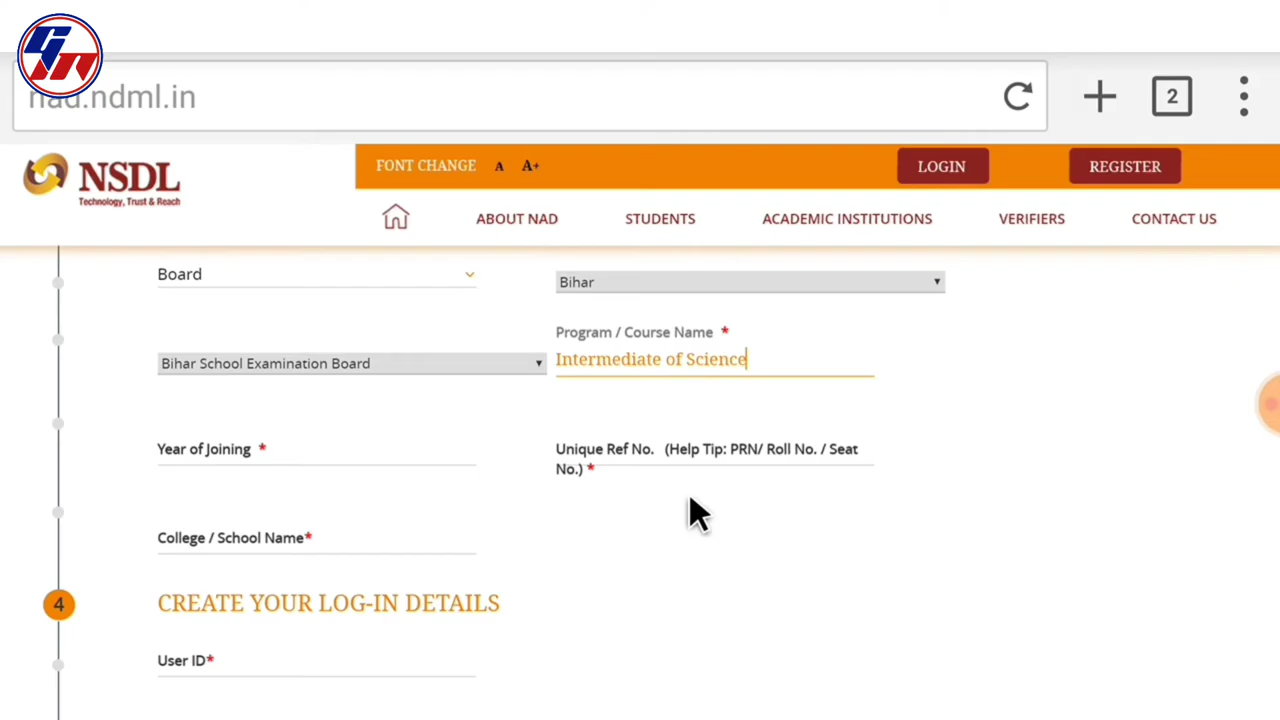 nad.ndml.in
2
NSDL
Technology, Trust & Reach
FONT CHANGE A A+
LOGIN
REGISTER
ABOUT NAD
STUDENTS
ACADEMIC INSTITUTIONS
VERIFIERS
CONTACT US
Board
Bihar
Program / Course Name *
Bihar School Examination Board
Intermediate of Science
Year of Joining *
Unique Ref No. (Help Tip: PRN/ Roll No. / Seat
No.) *
College / School Name*
4
CREATE YOUR LOG-IN DETAILS
User ID*